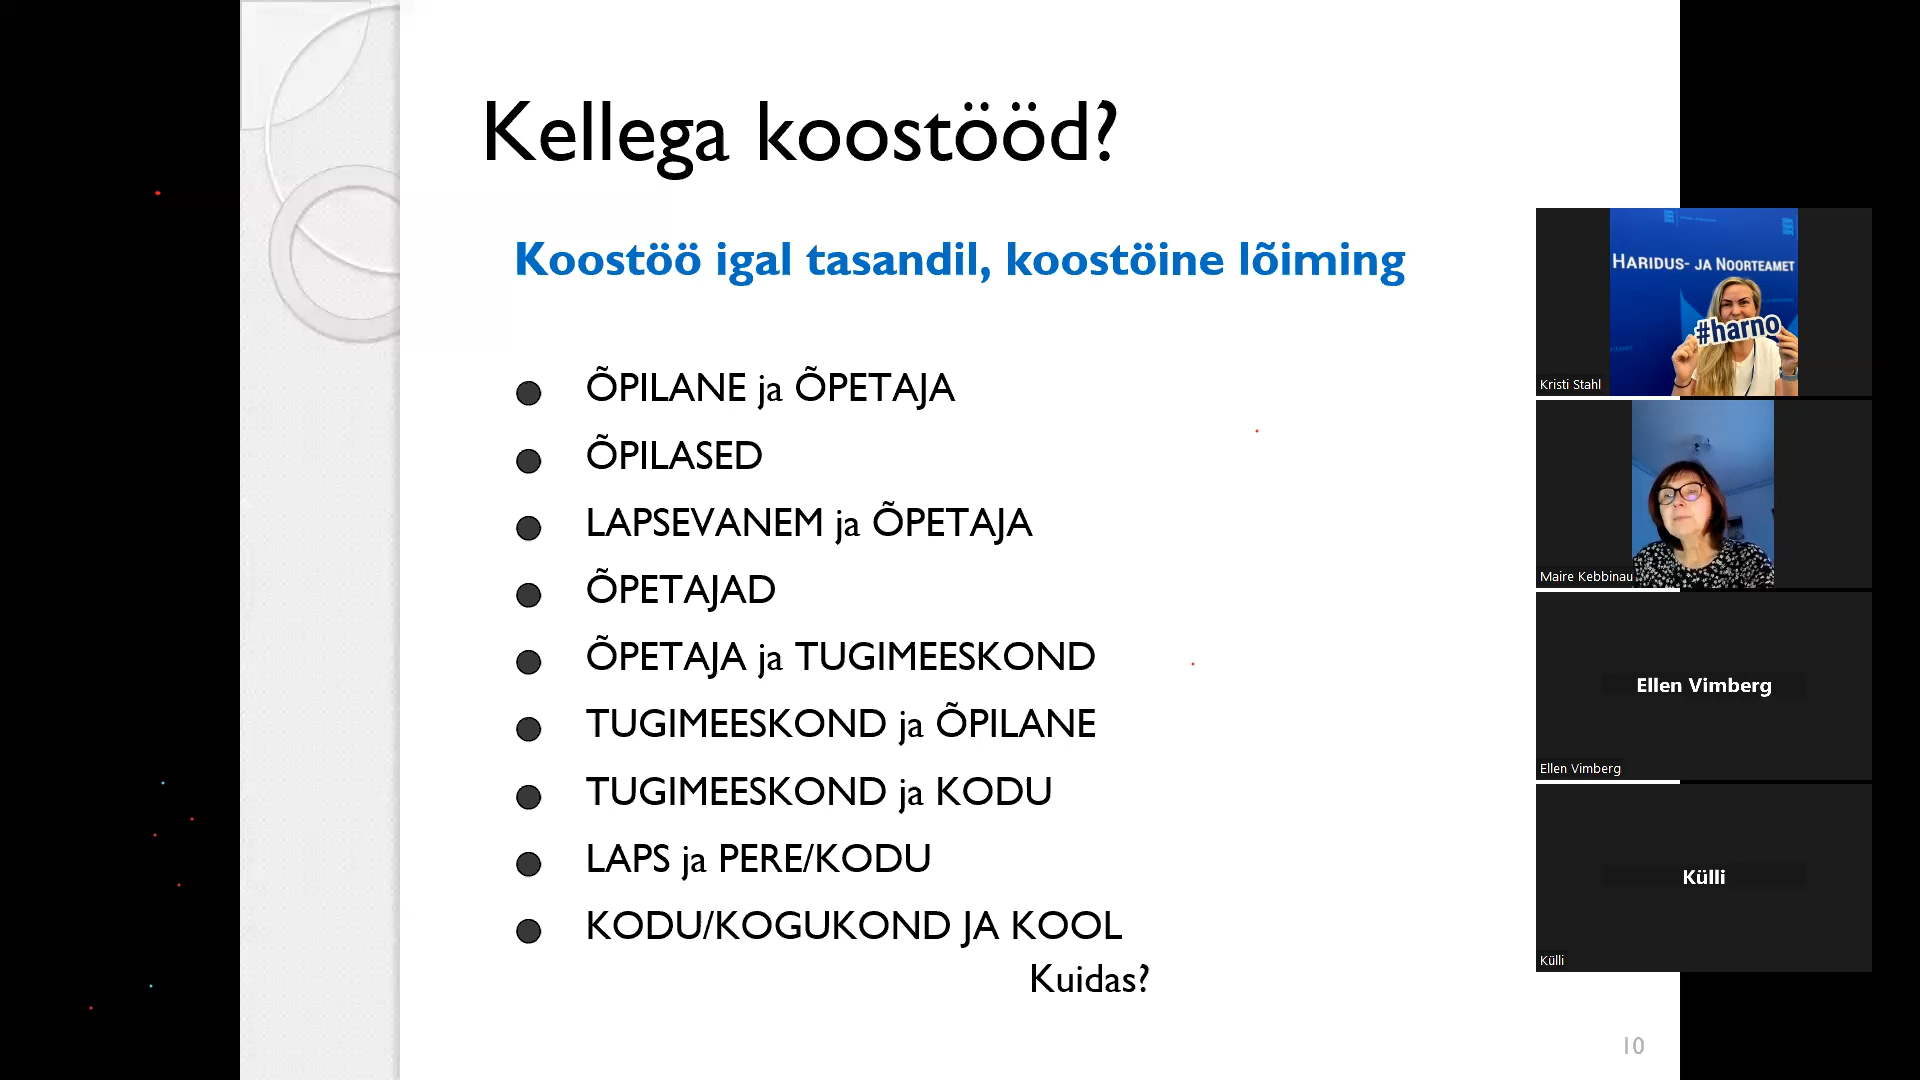 Kellega koostööd?
Koostöö igal tasandil, koostöine lõiming
ÕPILANE ja ÕPETAJA
ÕPILASED
LAPSEVANEM ja ÕPETAJA
ÕPETAJAD
ÕPETAJA ja TUGIMEESKOND
TUGIMEESKOND ja ÕPILANE
TUGIMEESKOND ja KODU
LAPS ja PERE/KODU
KODU/KOGUKOND JA KOOL
Kuidas?
10
HARIDUS- JA NOORTEAMET
#harno
Kristi Stahl
Maire Kebbinau
Ellen Vimberg
Ellen Vimberg
Külli
Külli